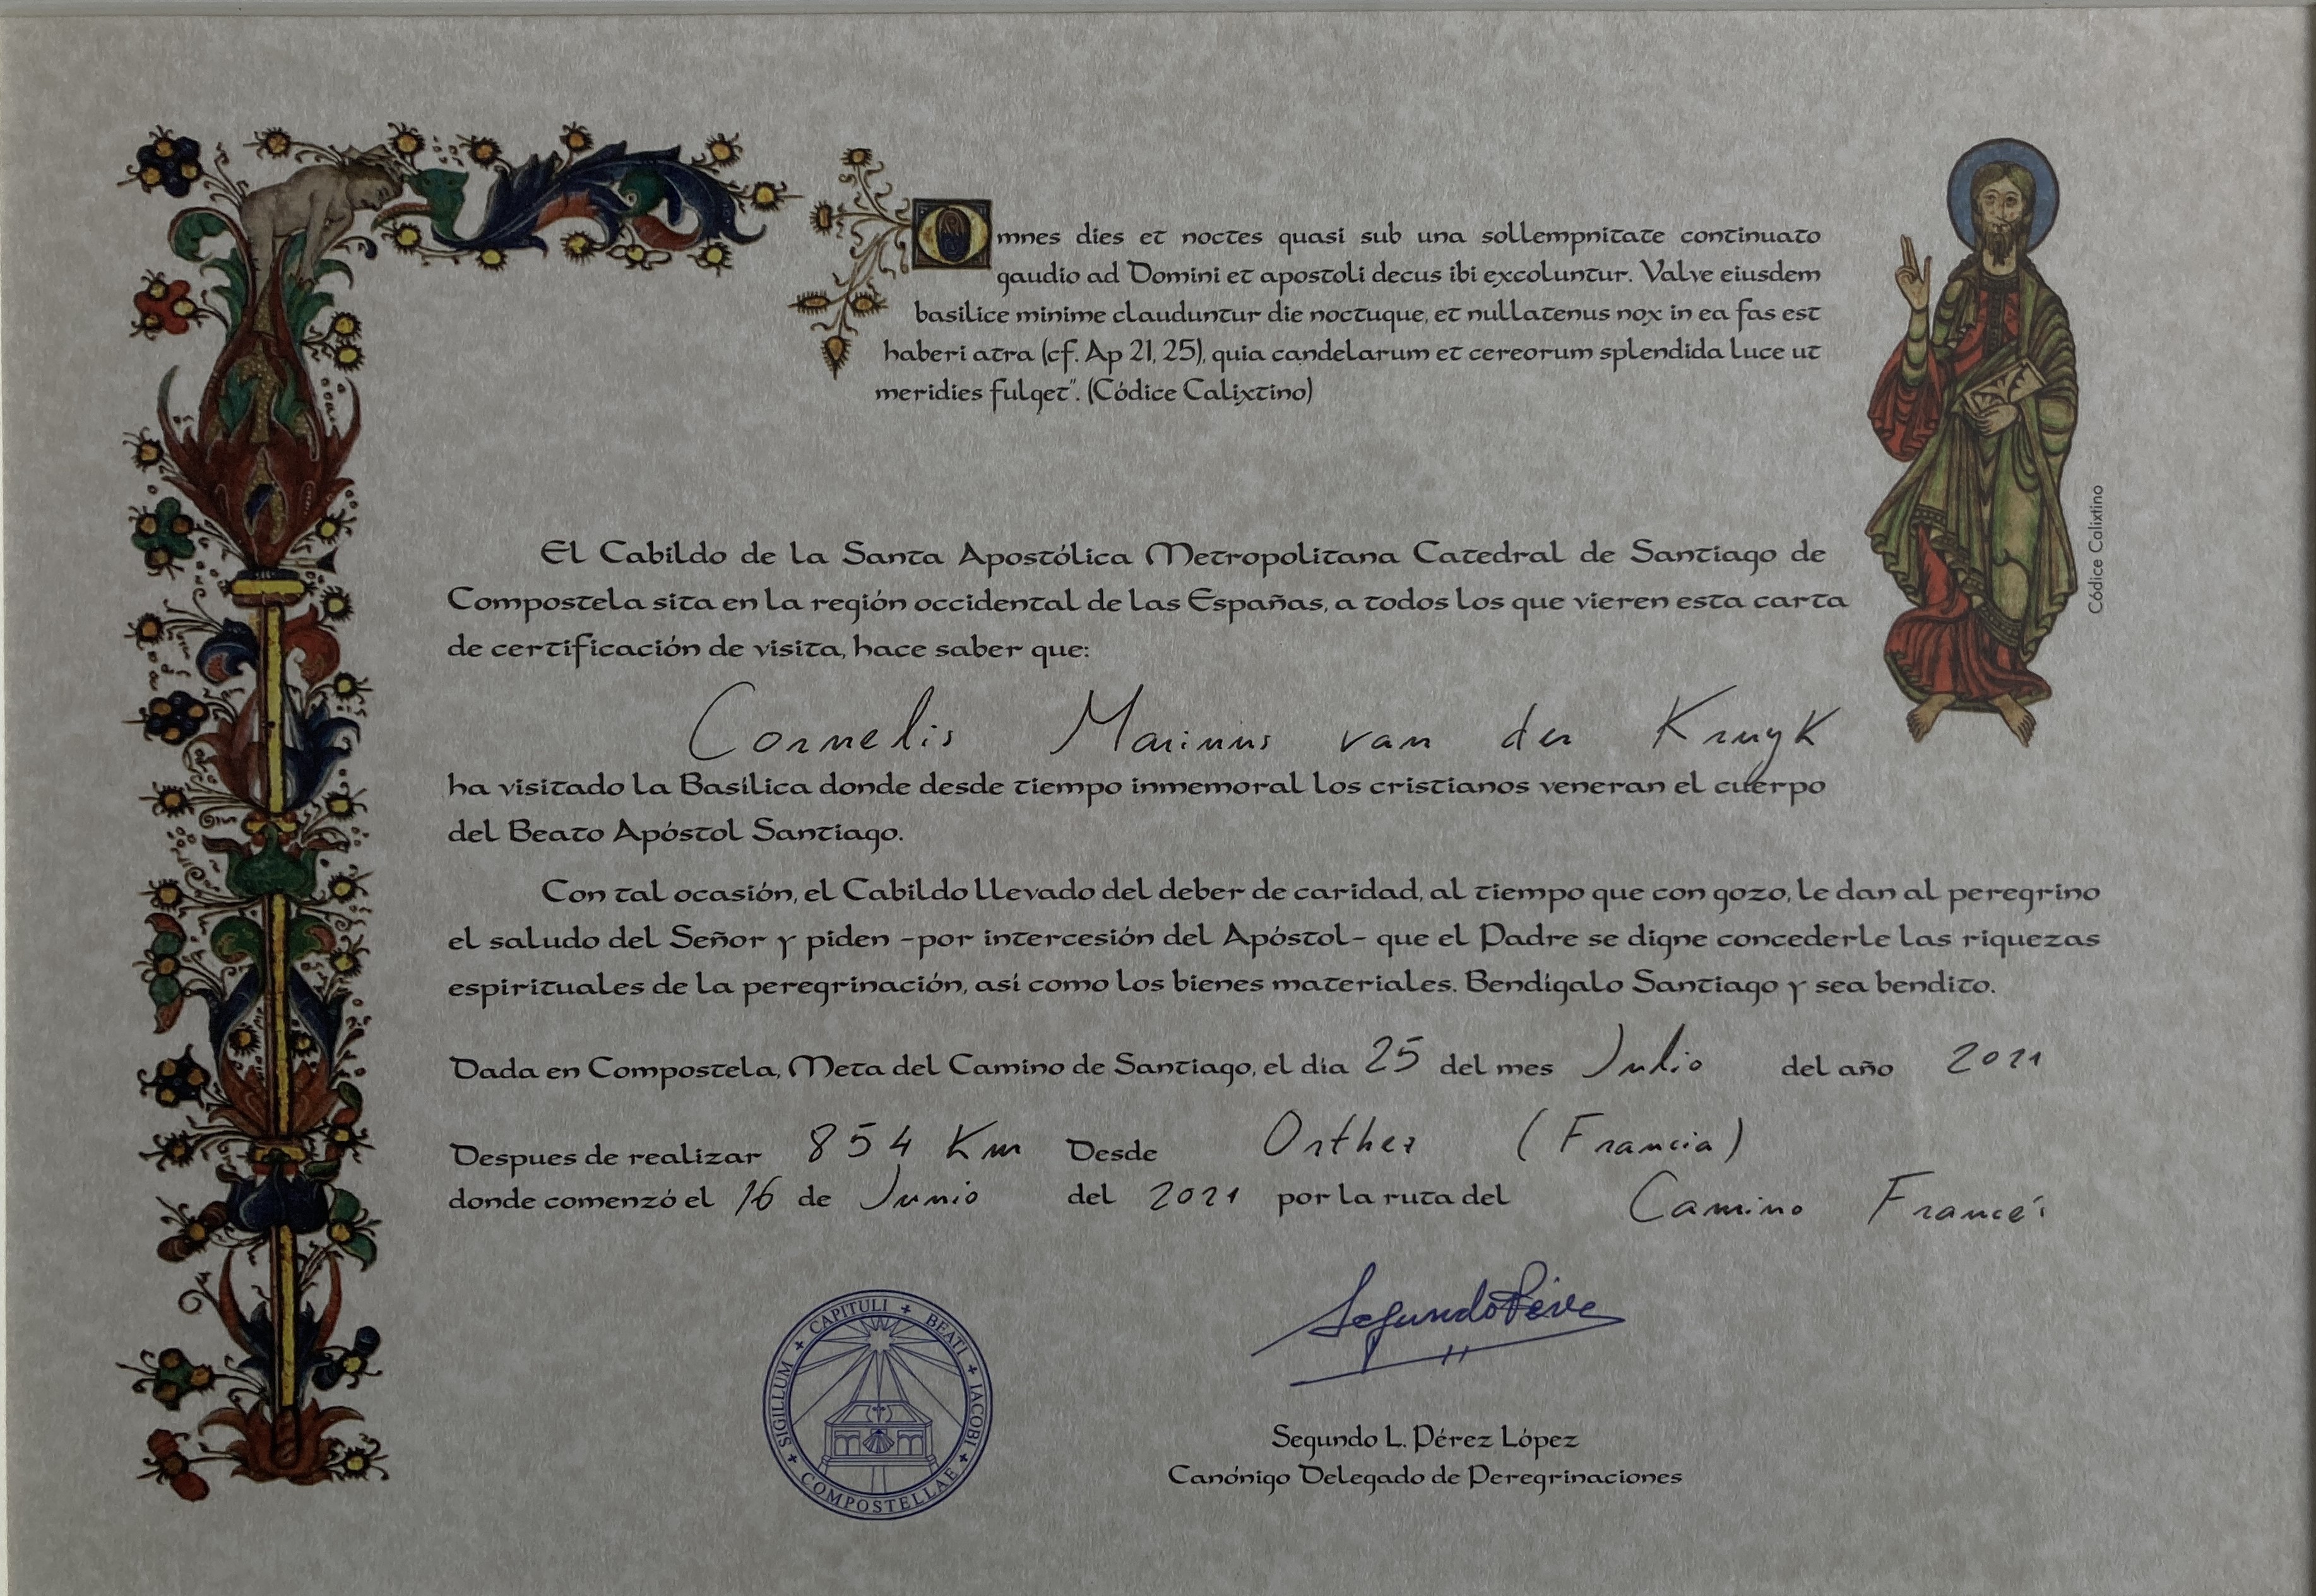 Omnes dies et noctes quasi sub una sollempnitate continuato
gaudio ad Domini et apostoli decus ibi excoluntur. Valve eiusdem
basilice minime clauduntur die noctuque, et nullatenus nox in ea fas est
haberi atra (cf. Ap 21, 25), quia candelarum et cereorum splendida luce ut
meridies fulget". (Códice Calixtino)
Códice Calixtino
El Cabildo de la Santa Apostólica Metropolitana Catedral de Santiago de
Compostela sita en la región occidental de las Españas, a todos los que vieren esta carta
de certificación de visita, hace saber que:
Cornelis Marinus van der Kruyk
ha visitado la Basílica donde desde tiempo inmemoral los cristianos veneran el cuerpo
del Beato Apóstol Santiago.
Con tal ocasión, el Cabildo llevado del deber de caridad, al tiempo que con gozo, le dan al peregrino
el saludo del Señor y piden -por intercesión del Apóstol- que el Padre se digne concederle las riquezas
espirituales de la peregrinación, así como los bienes materiales. Bendígalo Santiago y sea bendito.
Dada en Compostela, Meta del Camino de Santiago, el día 25 del mes Julio del año 2021
Despues de realizar 854 Km Desde Orthez (Francia)
donde comenzó el 16 de Junio del 2021 por la ruta del Camino Francés
SIGILLUM + CAPITULI + BEATI + IACOBI + COMPOSTELLAE +
Segundo Pérez
Segundo L. Pérez López
Canónigo Delegado de Peregrinaciones